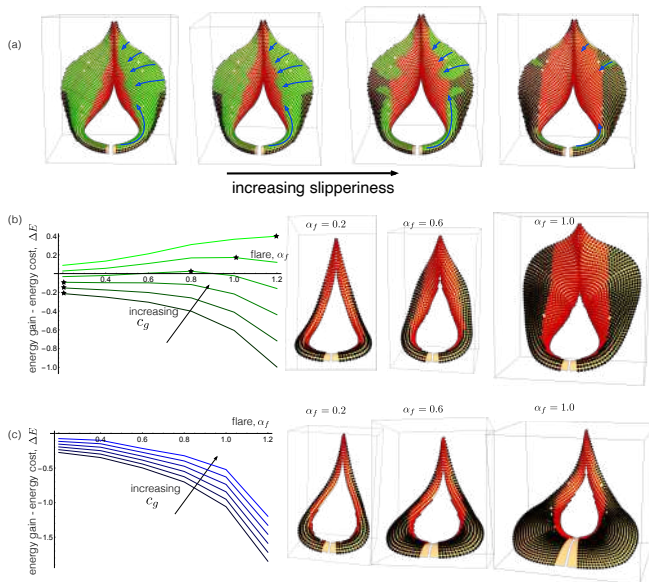 (a)
increasing slipperiness
(b)
energy gain - energy cost, ΔE
0.4
0.2
-0.2
-0.4
-0.6
-0.8
-1.0
0.4
0.6
0.8
1.0
1.2
flare, α_f
increasing
c_g
α_f = 0.2
α_f = 0.6
α_f = 1.0
(c)
energy gain - energy cost, ΔE
flare, α_f
0.4
0.6
0.8
1.0
1.2
-0.5
-1.0
-1.5
increasing
c_g
α_f = 0.2
α_f = 0.6
α_f = 1.0